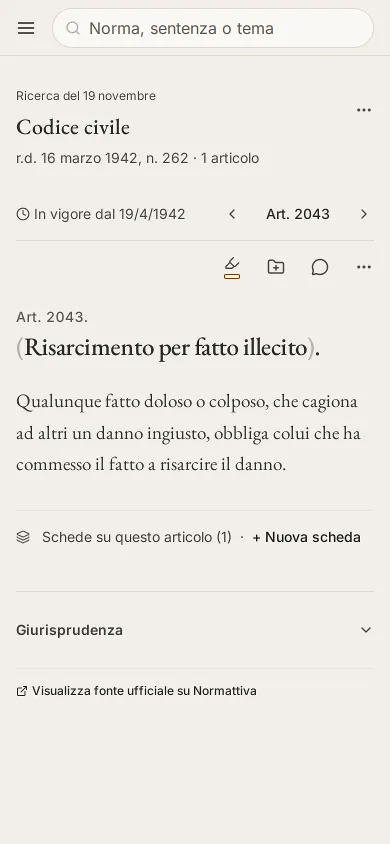 Norma, sentenza o tema
Ricerca del 19 novembre
Codice civile
r.d. 16 marzo 1942, n. 262 · 1 articolo
In vigore dal 19/4/1942
Art. 2043
Art. 2043.
(Risarcimento per fatto illecito).
Qualunque fatto doloso o colposo, che cagiona
ad altri un danno ingiusto, obbliga colui che ha
commesso il fatto a risarcire il danno.
Schede su questo articolo (1) · + Nuova scheda
Giurisprudenza
Visualizza fonte ufficiale su Normattiva